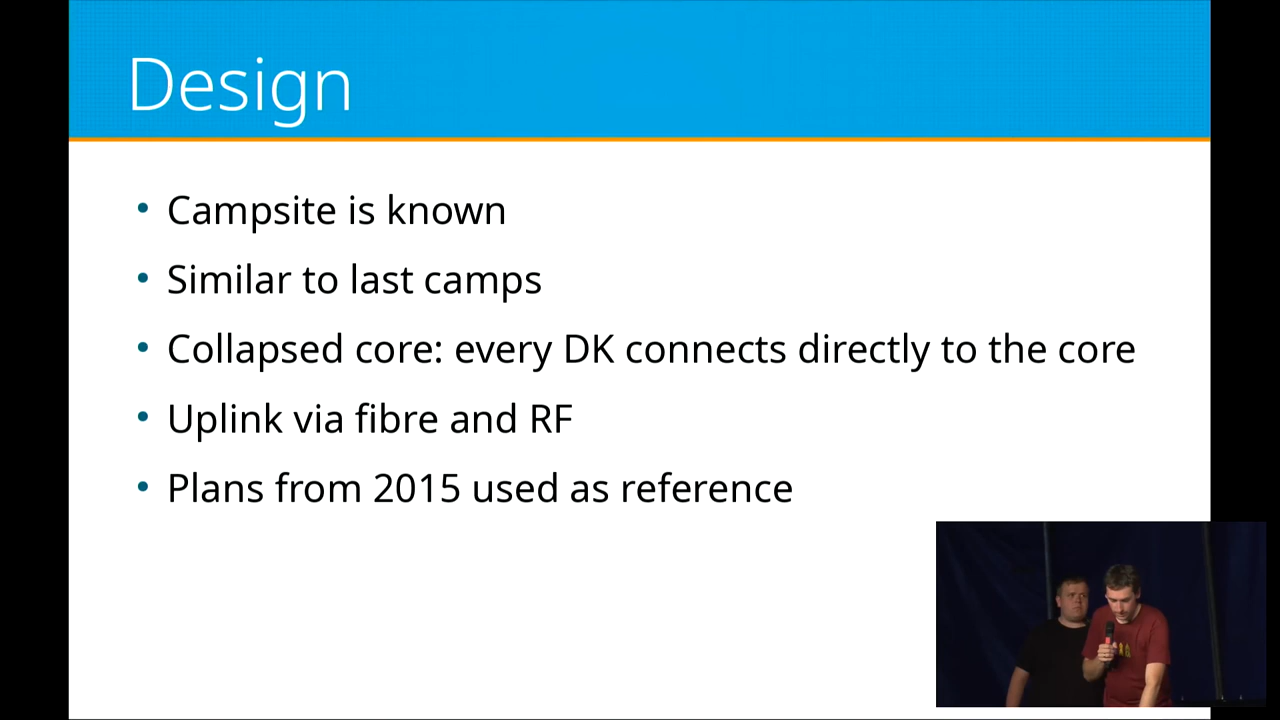 Design
• Campsite is known
• Similar to last camps
• Collapsed core: every DK connects directly to the core
• Uplink via fibre and RF
• Plans from 2015 used as reference